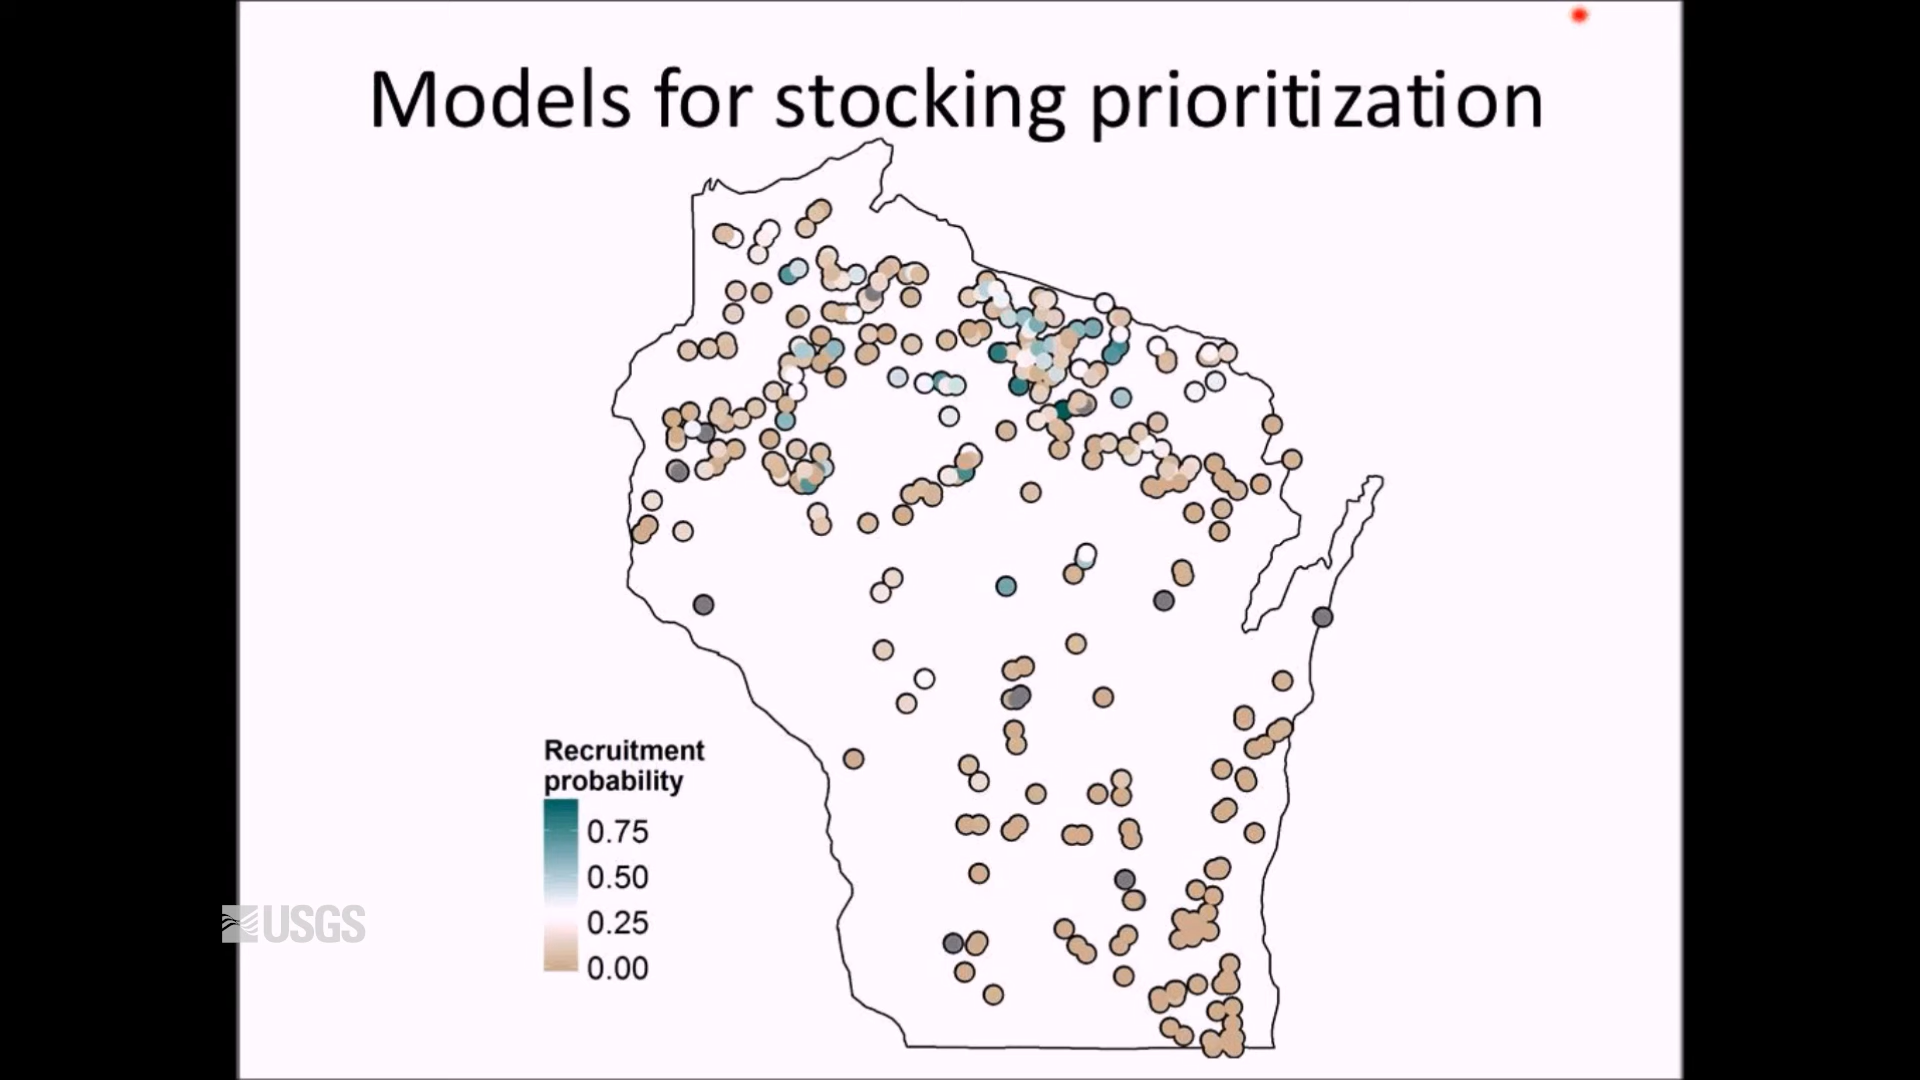 Models for stocking prioritization
Recruitment
probability
0.75
0.50
0.25
0.00
USGS